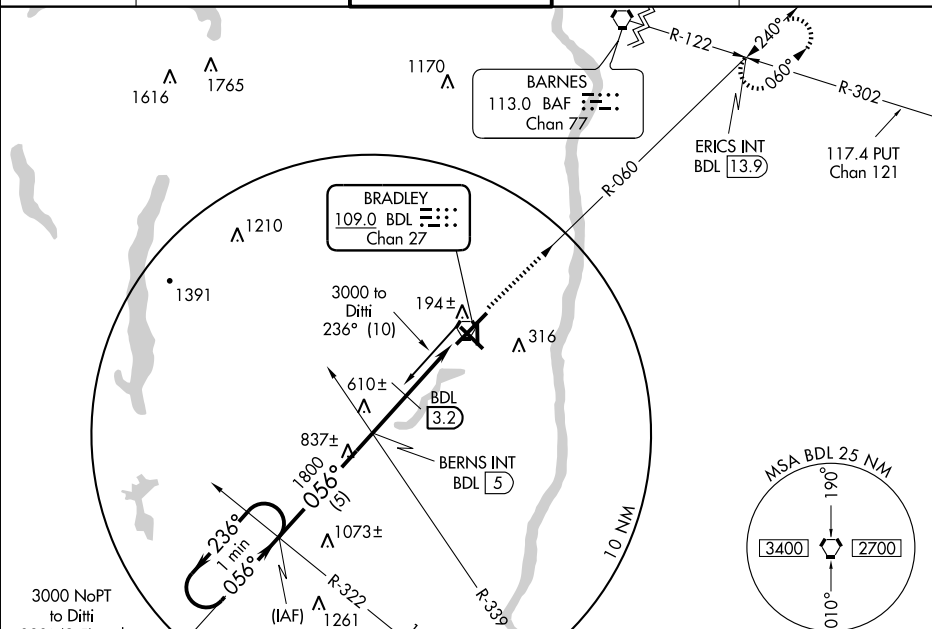 1616
1765
1170
BARNES
113.0 BAF
Chan 77
R-122
240°
060°
R-302
ERICS INT
BDL 13.9
117.4 PUT
Chan 121
R-060
BRADLEY
109.0 BDL
Chan 27
1210
1391
3000 to
Ditti
236° (10)
194±
316
610±
BDL
3.2
837±
BERNS INT
BDL 5
1800
056°
(5)
10 NM
MSA BDL 25 NM
190°
3400
2700
010°
236°
1 min
056°
1073±
R-322
R-339
(IAF)
1261
3000 NoPT
to Ditti